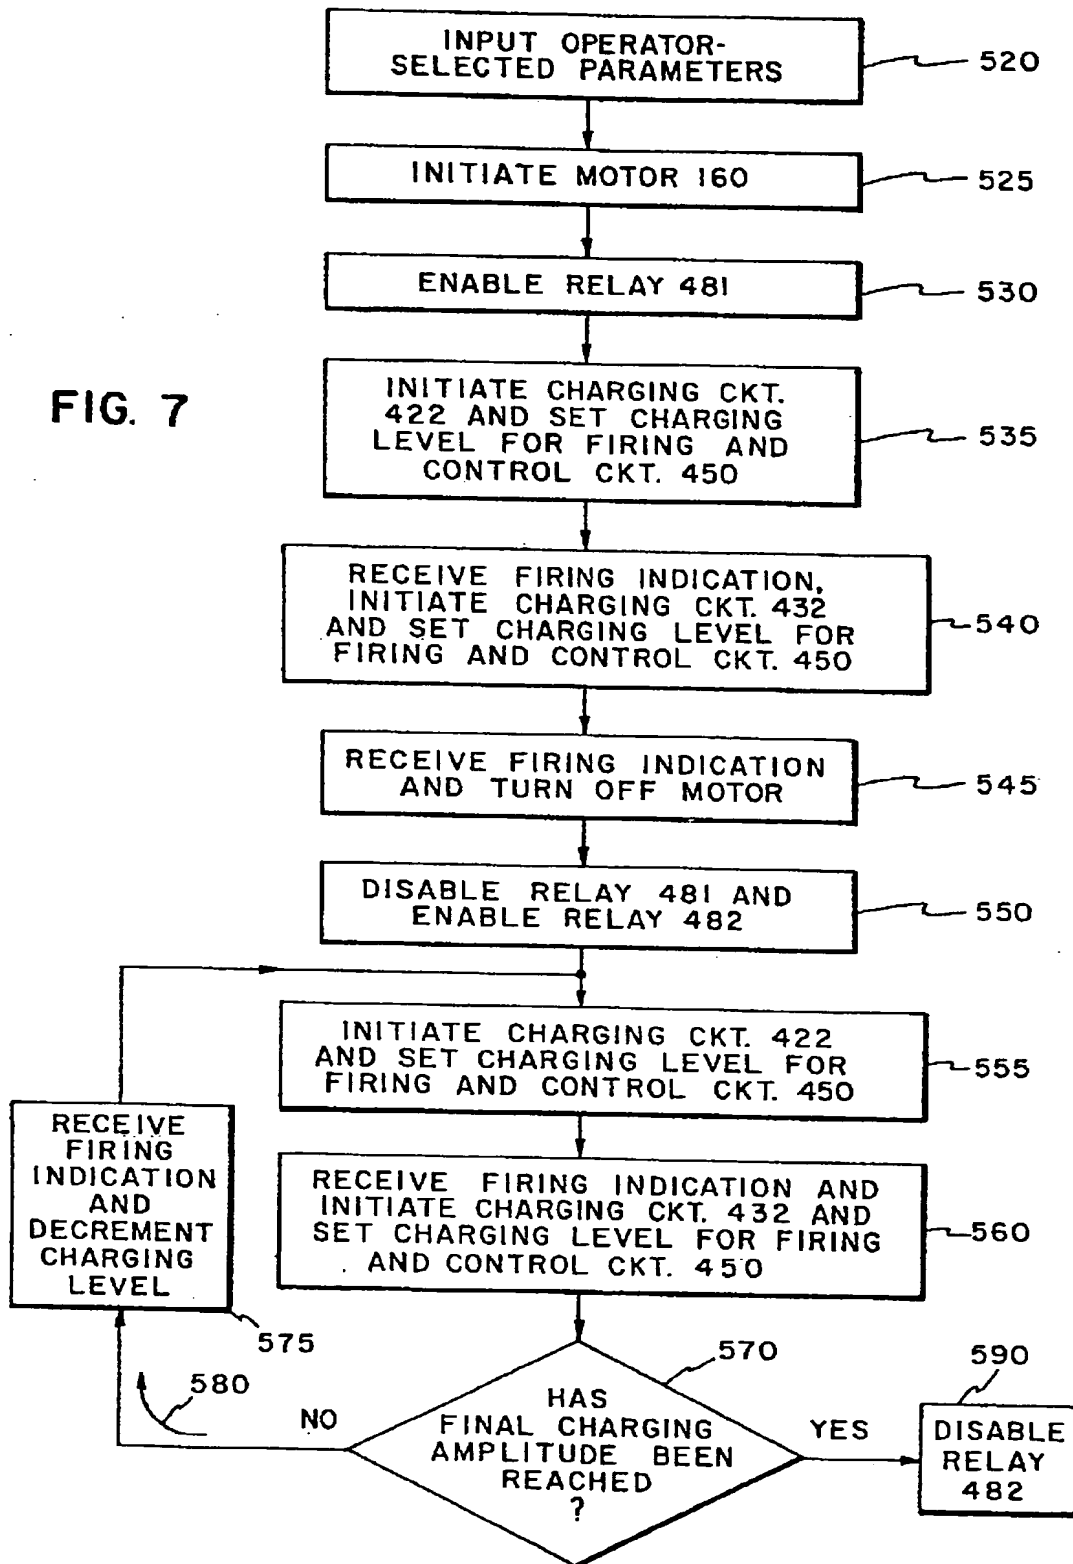 INPUT OPERATOR-
SELECTED PARAMETERS
520
INITIATE MOTOR 160
525
ENABLE RELAY 481
530
FIG. 7
INITIATE CHARGING CKT.
422 AND SET CHARGING
LEVEL FOR FIRING AND
CONTROL CKT. 450
535
RECEIVE FIRING INDICATION,
INITIATE CHARGING CKT. 432
AND SET CHARGING LEVEL FOR
FIRING AND CONTROL CKT. 450
540
RECEIVE FIRING INDICATION
AND TURN OFF MOTOR
545
DISABLE RELAY 481 AND
ENABLE RELAY 482
550
INITIATE CHARGING CKT. 422
AND SET CHARGING LEVEL FOR
FIRING AND CONTROL CKT. 450
555
RECEIVE FIRING INDICATION AND
INITIATE CHARGING CKT. 432 AND
SET CHARGING LEVEL FOR FIRING
AND CONTROL CKT. 450
560
RECEIVE
FIRING
INDICATION
AND
DECREMENT
CHARGING
LEVEL
575
580
NO
HAS
FINAL CHARGING
AMPLITUDE BEEN
REACHED
?
570
YES
590
DISABLE
RELAY
482